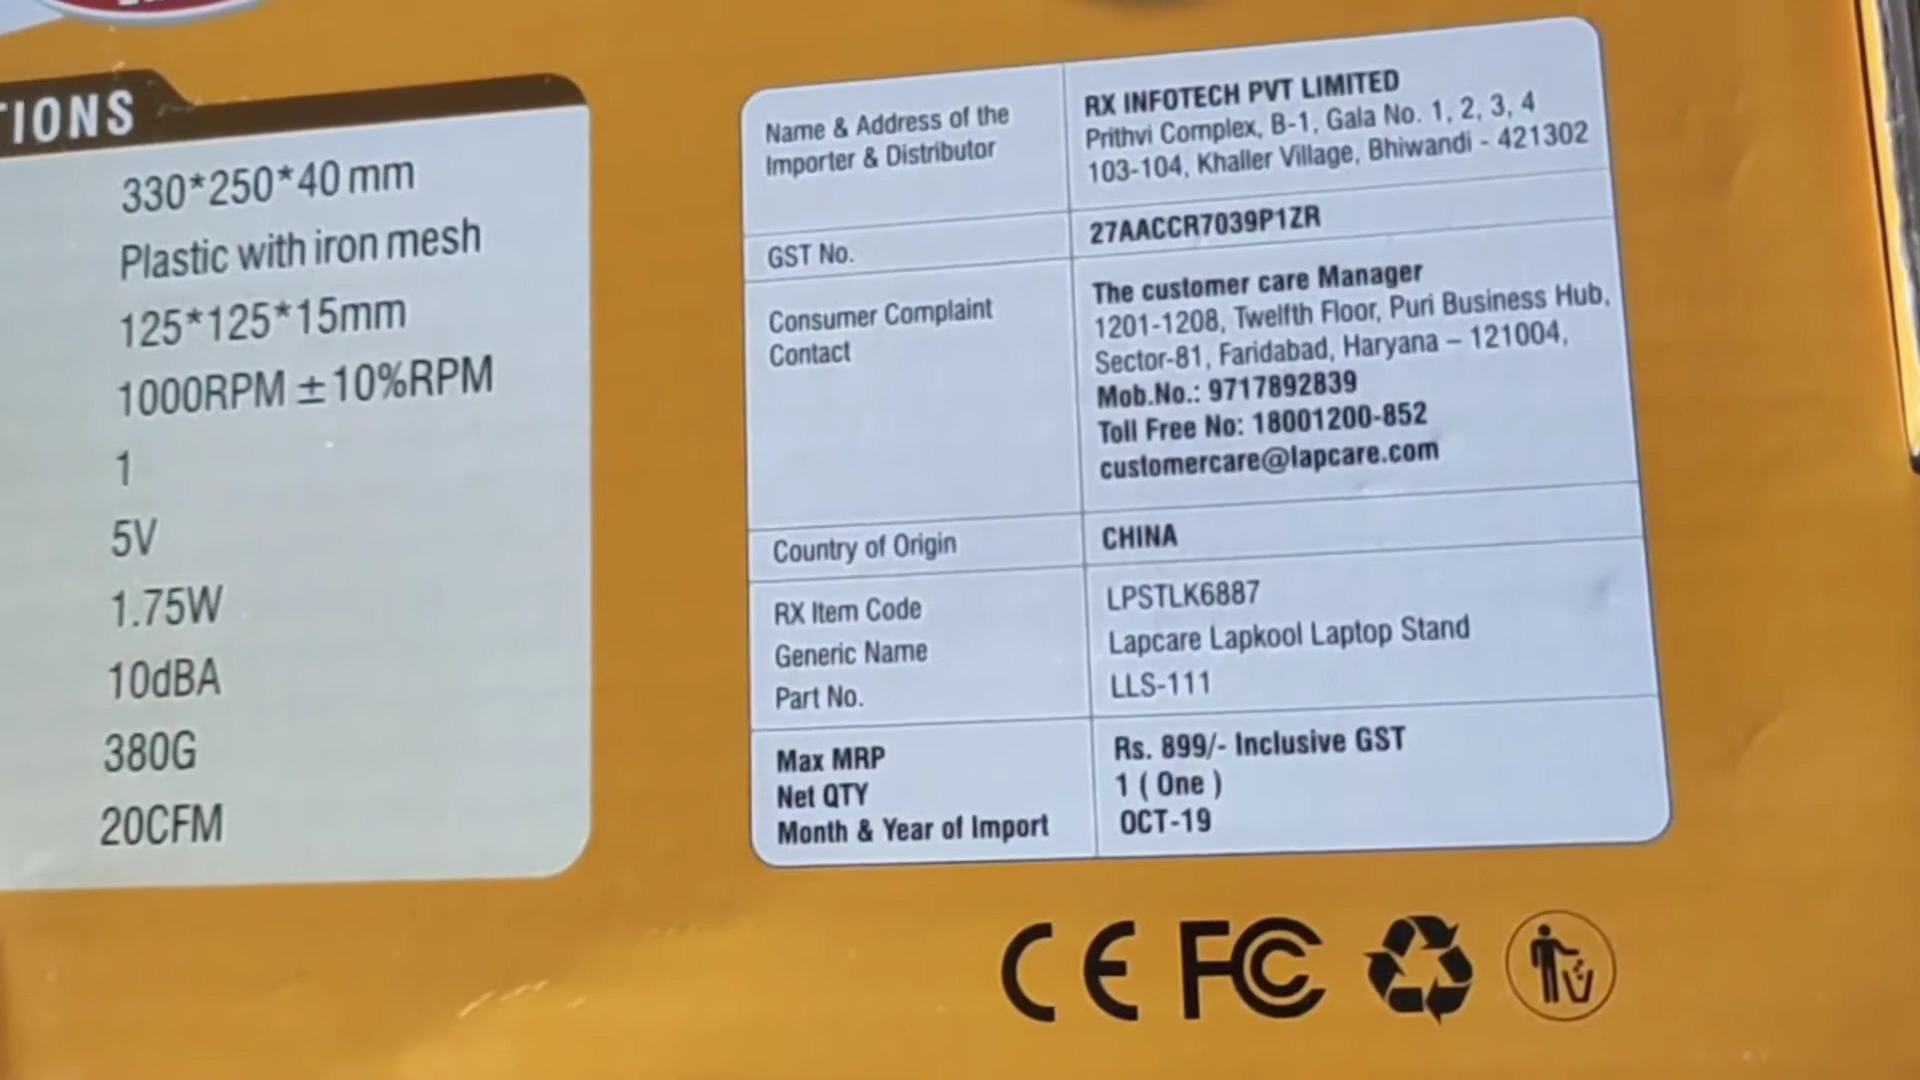 TIONS
330*250*40 mm
Plastic with iron mesh
125*125*15mm
1000RPM ±10%RPM
1
5V
1.75W
10dBA
380G
20CFM
Name & Address of the
Importer & Distributor
RX INFOTECH PVT LIMITED
Prithvi Complex, B-1, Gala No. 1, 2, 3, 4
103-104, Khaller Village, Bhiwandi - 421302
GST No.
27AACCR7039P1ZR
Consumer Complaint
Contact
The customer care Manager
1201-1208, Twelfth Floor, Puri Business Hub,
Sector-81, Faridabad, Haryana – 121004,
Mob.No.: 9717892839
Toll Free No: 18001200-852
customercare@lapcare.com
Country of Origin
CHINA
RX Item Code
LPSTLK6887
Generic Name
Lapcare Lapkool Laptop Stand
Part No.
LLS-111
Max MRP
Rs. 899/- Inclusive GST
Net QTY
1 ( One )
Month & Year of Import
OCT-19
CE FC